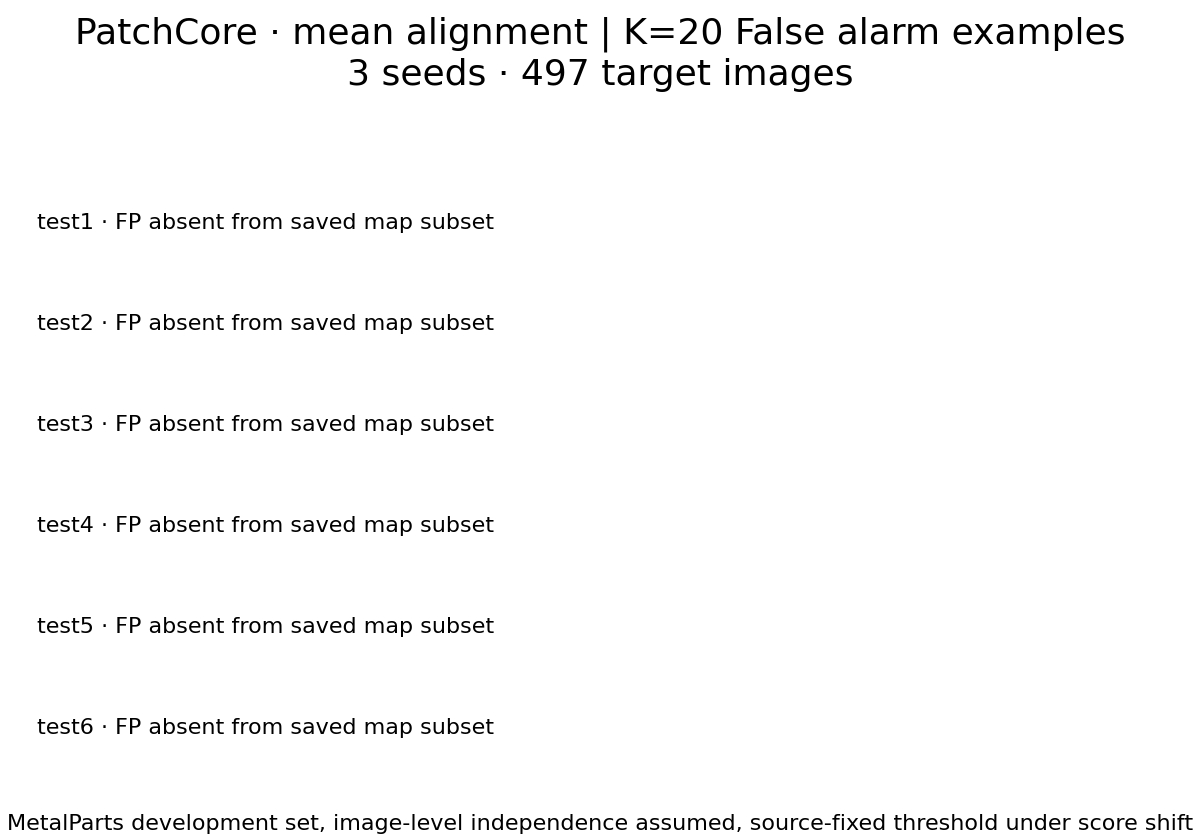 PatchCore · mean alignment | K=20 False alarm examples
3 seeds · 497 target images
test1 · FP absent from saved map subset
test2 · FP absent from saved map subset
test3 · FP absent from saved map subset
test4 · FP absent from saved map subset
test5 · FP absent from saved map subset
test6 · FP absent from saved map subset
MetalParts development set, image-level independence assumed, source-fixed threshold under score shift